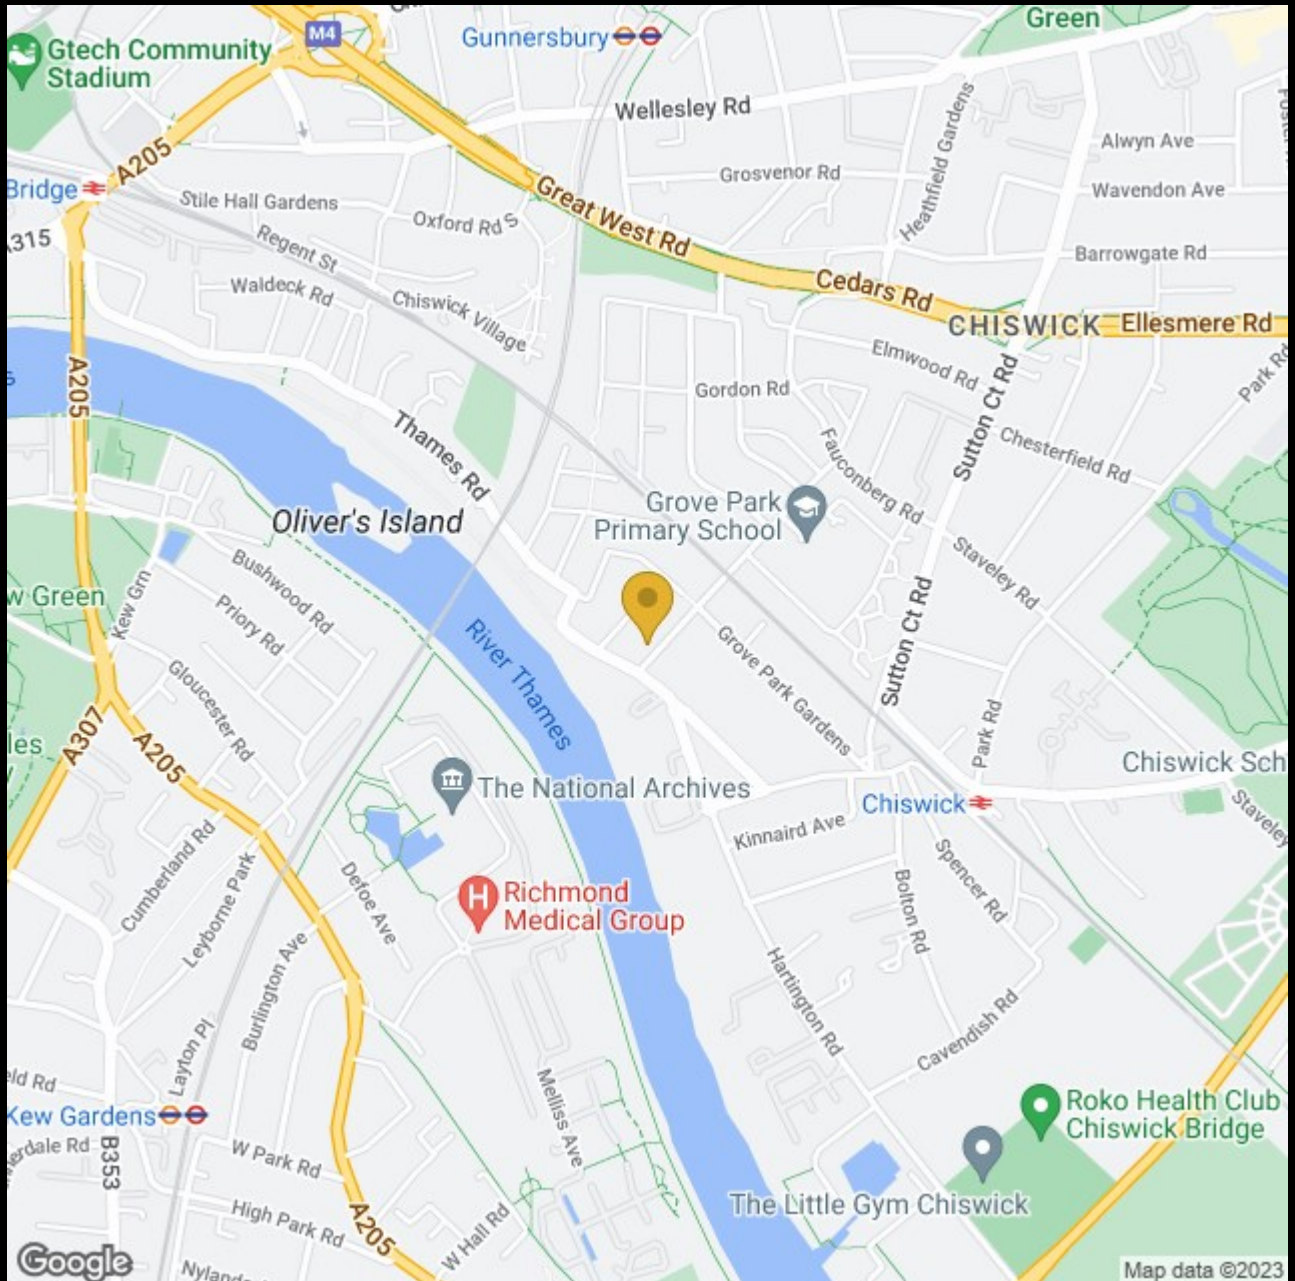 M4
Gtech Community
Stadium
Gunnersbury
Green
Wellesley Rd
Heathfield Gardens
Alwyn Ave
A205
Bridge
Grosvenor Rd
Wavendon Ave
Stile Hall Gardens
Oxford Rd S
Great West Rd
A315
Regent St
Barrowgate Rd
Waldeck Rd
Chiswick Village
Cedars Rd
CHISWICK
Ellesmere Rd
A205
Elmwood Rd
Park Rd
Gordon Rd
Sutton Ct Rd
Thames Rd
Fauconberg Rd
Chesterfield Rd
Grove Park
Primary School
Oliver's Island
Staveley Rd
Bushwood Rd
w Green
Kew Grn
Priory Rd
River Thames
Sutton Ct Rd
Grove Park Gardens
Gloucester Rd
Park Rd
A307
A205
les
The National Archives
Chiswick Sch
Chiswick
Staveley
Kinnaird Ave
Cumberland Rd
Leyborne Park
Defoe Ave
Spencer Rd
Bolton Rd
Richmond
Medical Group
Burlington Ave
Hartington Rd
Cavendish Rd
Layton Pl
eld Rd
Melliss Ave
Kew Gardens
Roko Health Club
Chiswick Bridge
nerdale Rd
B353
W Park Rd
The Little Gym Chiswick
High Park Rd
A205
W Hall Rd
Google
Map data ©2023